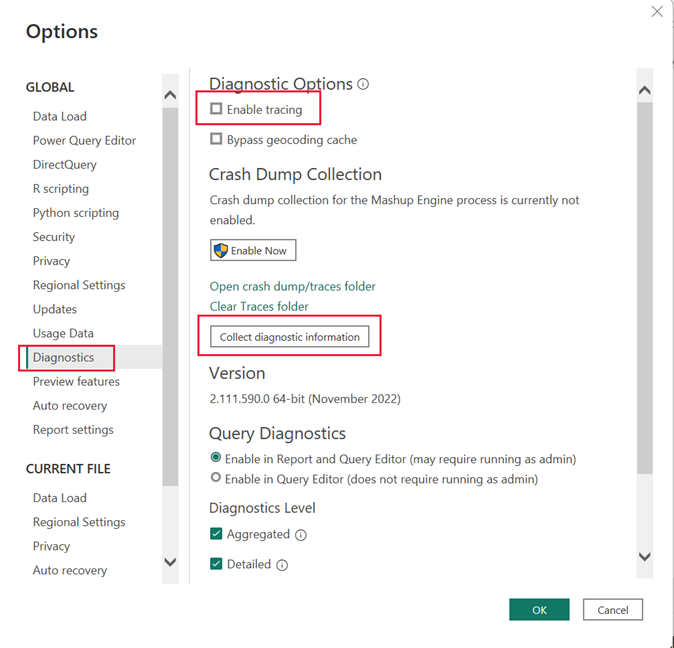 Options
GLOBAL
Data Load
Power Query Editor
DirectQuery
R scripting
Python scripting
Security
Privacy
Regional Settings
Updates
Usage Data
Diagnostics
Preview features
Auto recovery
Report settings
CURRENT FILE
Data Load
Regional Settings
Privacy
Auto recovery
Diagnostic Options
Enable tracing
Bypass geocoding cache
Crash Dump Collection
Crash dump collection for the Mashup Engine process is currently not
enabled.
Enable Now
Open crash dump/traces folder
Clear Traces folder
Collect diagnostic information
Version
2.111.590.0 64-bit (November 2022)
Query Diagnostics
Enable in Report and Query Editor (may require running as admin)
Enable in Query Editor (does not require running as admin)
Diagnostics Level
Aggregated
Detailed
OK
Cancel